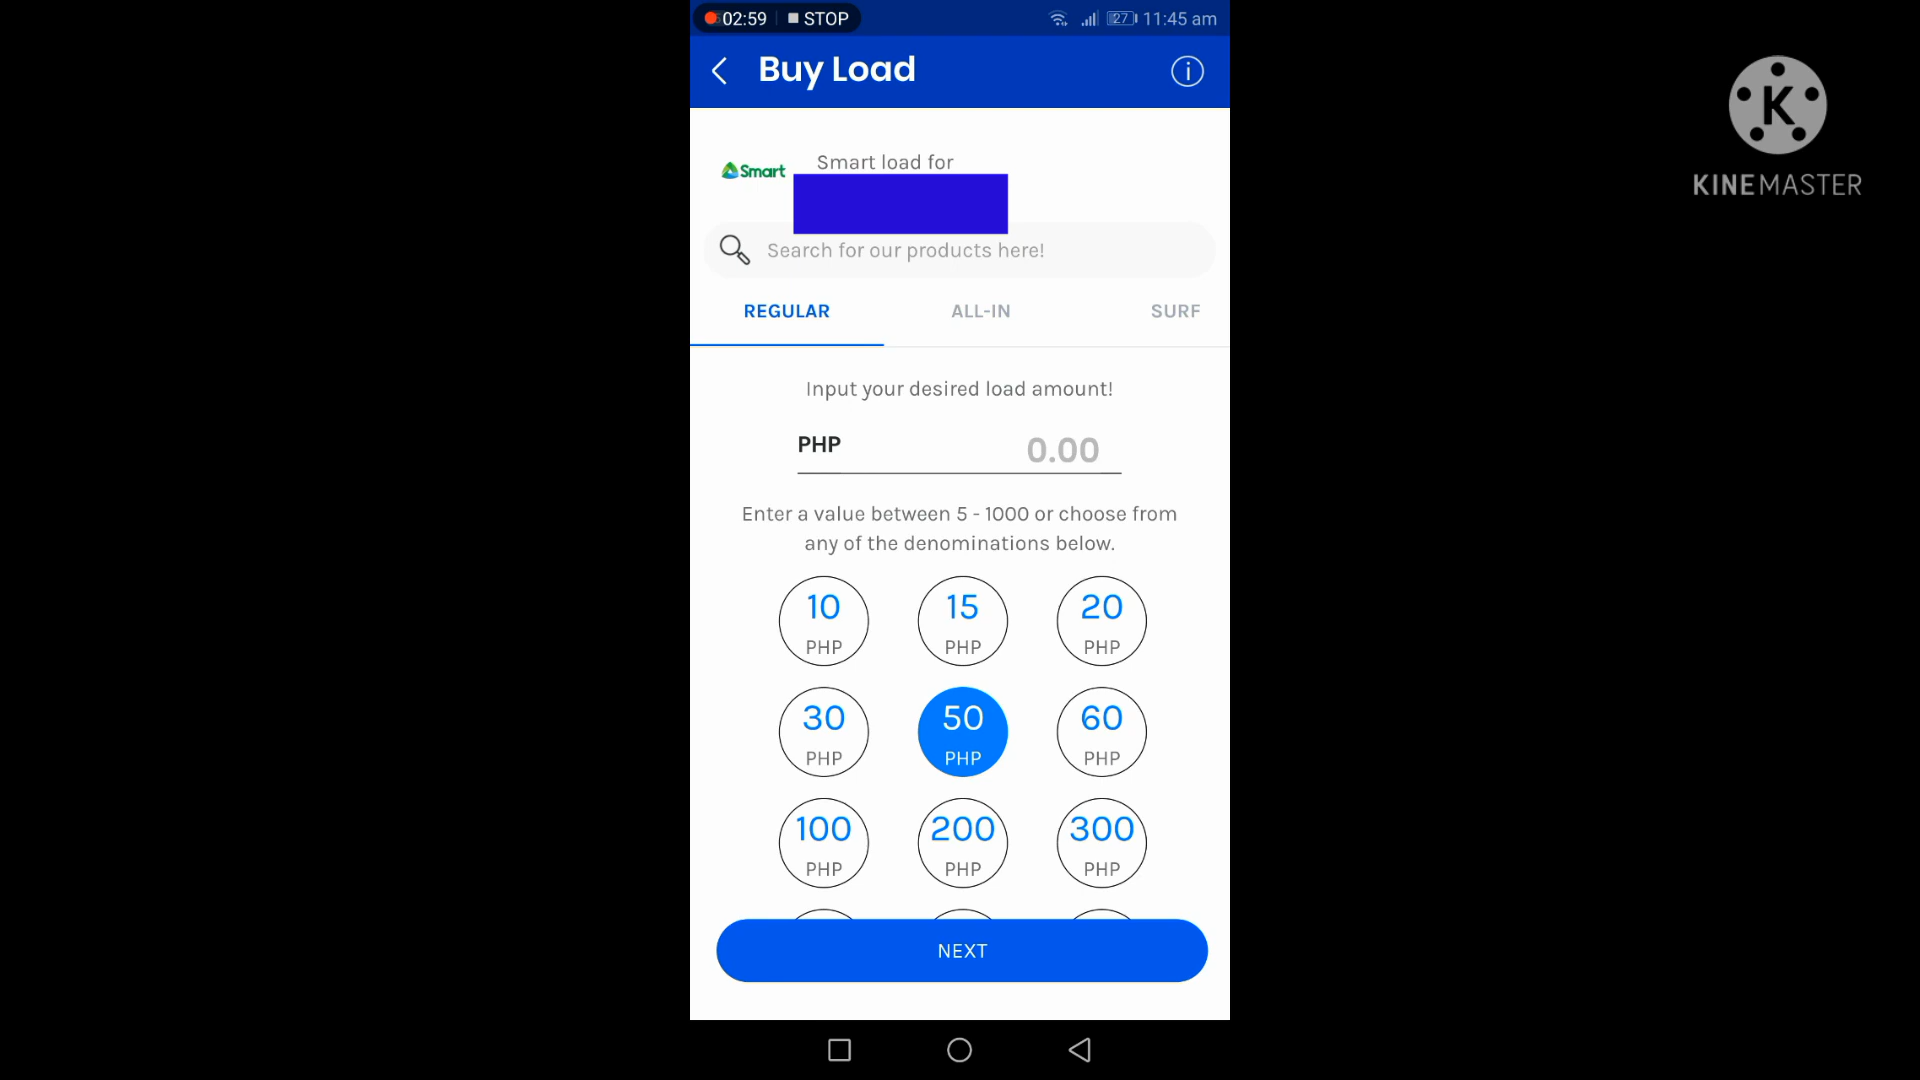 02:59 STOP 27 11:45 am
Buy Load
Smart
Smart load for
Search for our products here!
REGULAR ALL-IN SURF
Input your desired load amount!
PHP 0.00
Enter a value between 5 - 1000 or choose from
any of the denominations below.
10 15 20
PHP PHP PHP
30 50 60
PHP PHP PHP
100 200 300
PHP PHP PHP
NEXT
K
KINEMASTER